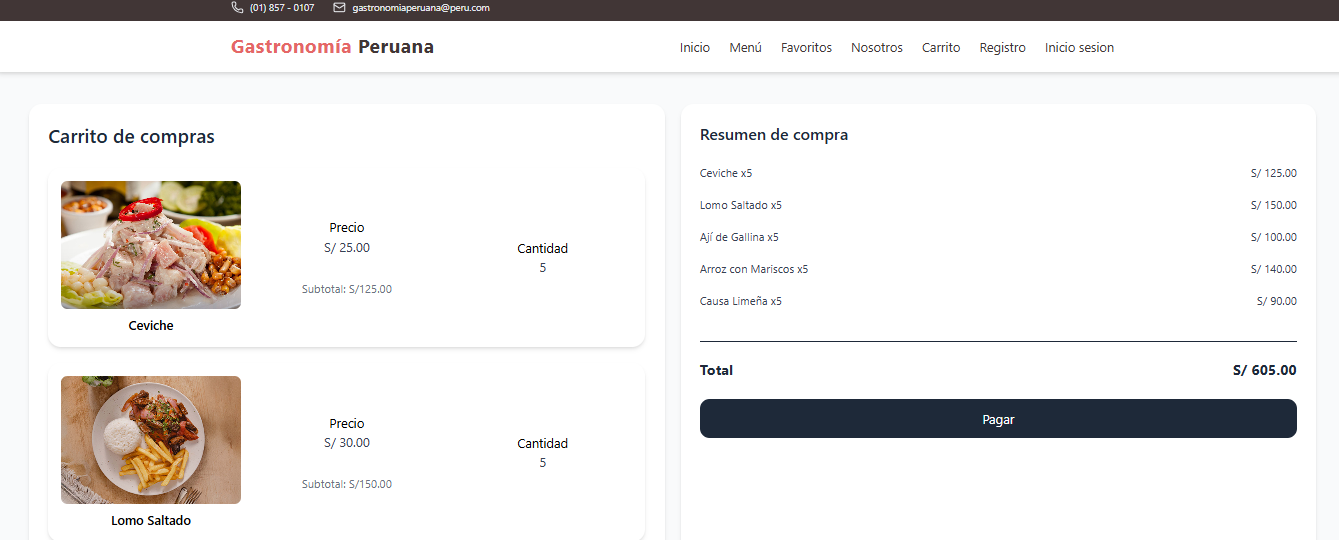 (01) 857 - 0107 gastronomiaperuana@peru.com
Gastronomía Peruana
Inicio Menú Favoritos Nosotros Carrito Registro Inicio sesion
Carrito de compras
Precio
S/ 25.00
Subtotal: S/125.00
Cantidad
5
Ceviche
Precio
S/ 30.00
Subtotal: S/150.00
Cantidad
5
Lomo Saltado
Resumen de compra
Ceviche x5 S/ 125.00
Lomo Saltado x5 S/ 150.00
Ají de Gallina x5 S/ 100.00
Arroz con Mariscos x5 S/ 140.00
Causa Limeña x5 S/ 90.00
Total S/ 605.00
Pagar